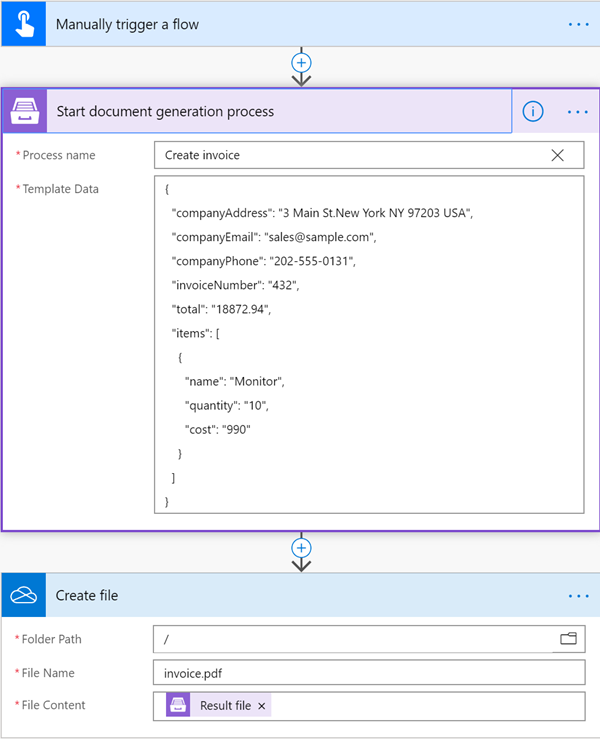 Manually trigger a flow
Start document generation process
* Process name
Create invoice
* Template Data
{
"companyAddress": "3 Main St.New York NY 97203 USA",
"companyEmail": "sales@sample.com",
"companyPhone": "202-555-0131",
"invoiceNumber": "432",
"total": "18872.94",
"items": [
{
"name": "Monitor",
"quantity": "10",
"cost": "990"
}
]
}
Create file
* Folder Path
/
* File Name
invoice.pdf
* File Content
Result file